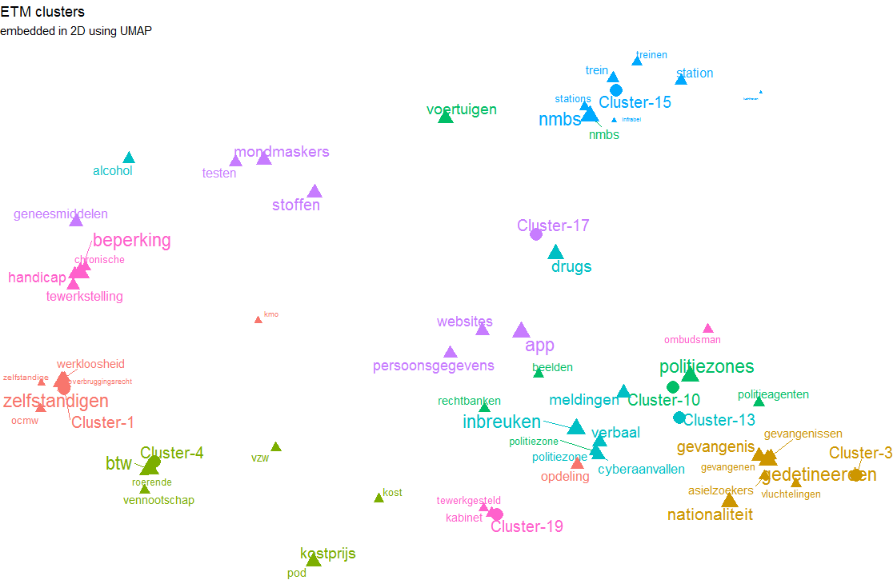 ETM clusters
embedded in 2D using UMAP
treinen
trein
station
stations
Cluster-15
voertuigen
nmbs
infrabel
nmbs
mondmaskers
testen
alcohol
stoffen
geneesmiddelen
Cluster-17
beperking
chronische
drugs
handicap
tewerkstelling
kmo
websites
app
ombudsman
persoonsgegevens
beelden
werkloosheid
politiezones
zelfstandige
overbruggingsrecht
zelfstandigen
rechtbanken
meldingen
Cluster-10
politieagenten
ocmw
Cluster-1
inbreuken
verbaal
Cluster-13
gevangenissen
politiezone
gevangenis
Cluster-4
vzw
politiezone
cyberaanvallen
Cluster-3
btw
gevangenen
gedetineerden
roerende
opdeling
vennootschap
kost
asielzoekers
vluchtelingen
tewerkgesteld
kabinet
nationaliteit
Cluster-19
kostprijs
pod